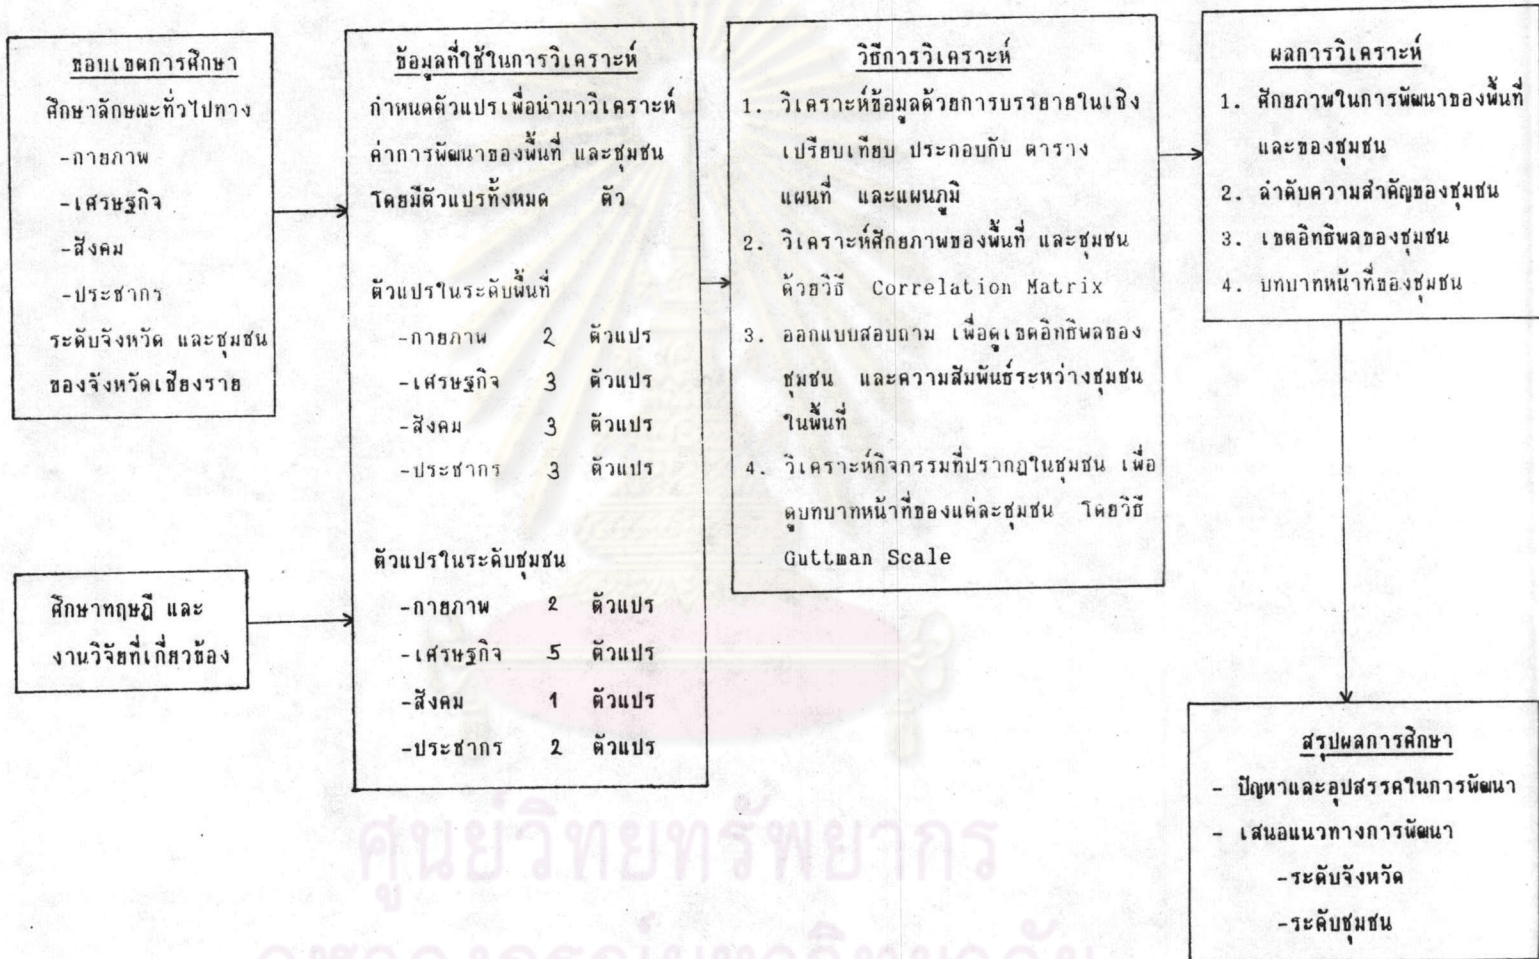 ขอบเขตการศึกษา
ศึกษาลักษณะทั่วไปทาง
-กายภาพ
-เศรษฐกิจ
-สังคม
-ประชากร
ระดับจังหวัด และชุมชน
ของจังหวัดเชียงราย
ศึกษาทฤษฎี และ
งานวิจัยที่เกี่ยวข้อง
ข้อมูลที่ใช้ในการวิเคราะห์
กำหนดตัวแปรเพื่อนำมาวิเคราะห์
ค่าการพัฒนาของพื้นที่ และชุมชน
โดยมีตัวแปรทั้งหมด ตัว
ตัวแปรในระดับพื้นที่
-กายภาพ 2 ตัวแปร
-เศรษฐกิจ 3 ตัวแปร
-สังคม 3 ตัวแปร
-ประชากร 3 ตัวแปร
ตัวแปรในระดับชุมชน
-กายภาพ 2 ตัวแปร
-เศรษฐกิจ 5 ตัวแปร
-สังคม 1 ตัวแปร
-ประชากร 2 ตัวแปร
วิธีการวิเคราะห์
1. วิเคราะห์ข้อมูลด้วยการบรรยายในเชิง
เปรียบเทียบ ประกอบกับ ตาราง
แผนที่ และแผนภูมิ
2. วิเคราะห์ศักยภาพของพื้นที่ และชุมชน
ด้วยวิธี Correlation Matrix
3. ออกแบบสอบถาม เพื่อดูเขตอิทธิพลของ
ชุมชน และความสัมพันธ์ระหว่างชุมชน
ในพื้นที่
4. วิเคราะห์กิจกรรมที่ปรากฏในชุมชน เพื่อ
ดูบทบาทหน้าที่ของแต่ละชุมชน โดยวิธี
Guttman Scale
ผลการวิเคราะห์
1. ศักยภาพในการพัฒนาของพื้นที่
และของชุมชน
2. ลำดับความสำคัญของชุมชน
3. เขตอิทธิพลของชุมชน
4. บทบาทหน้าที่ของชุมชน
สรุปผลการศึกษา
- ปัญหาและอุปสรรคในการพัฒนา
- เสนอแนวทางการพัฒนา
-ระดับจังหวัด
-ระดับชุมชน
ศูนย์วิทยทรัพยากร
จุฬาลงกรณ์มหาวิทยาลัย